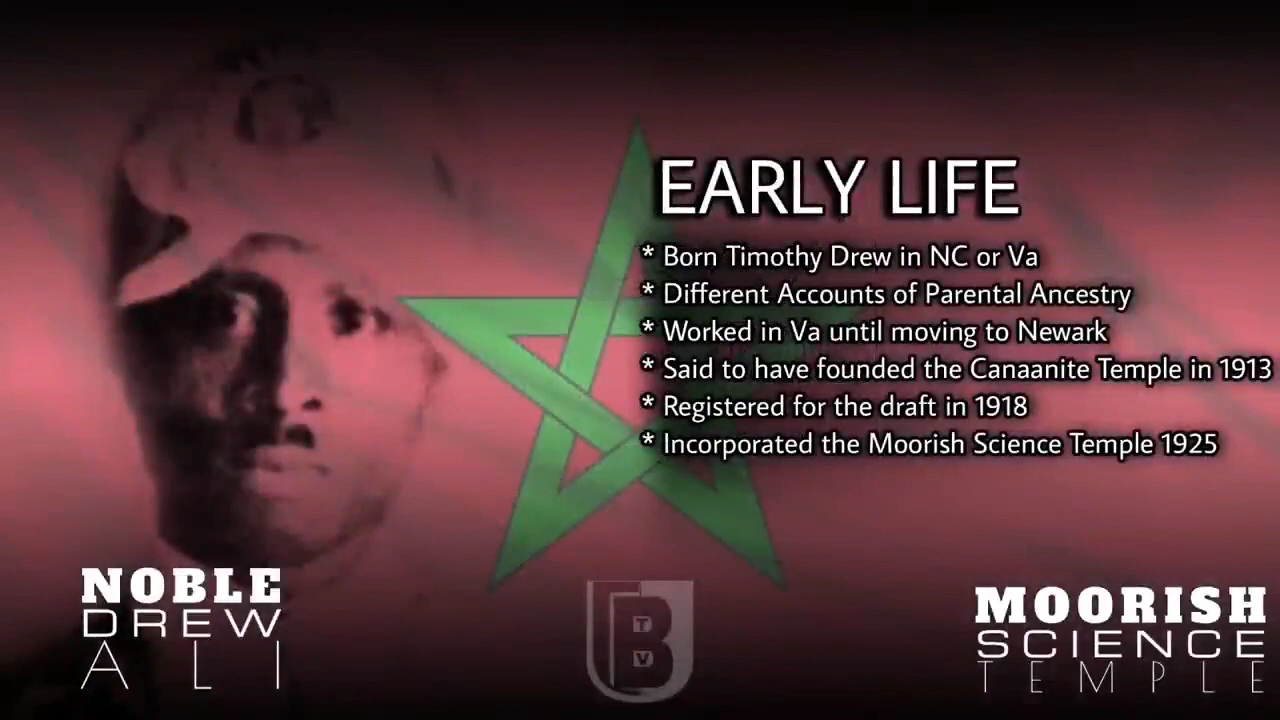 EARLY LIFE
* Born Timothy Drew in NC or Va
* Different Accounts of Parental Ancestry
* Worked in Va until moving to Newark
* Said to have founded the Canaanite Temple in 1913
* Registered for the draft in 1918
* Incorporated the Moorish Science Temple 1925
NOBLE
DREW
ALI
B
TV
MOORISH
SCIENCE
TEMPLE